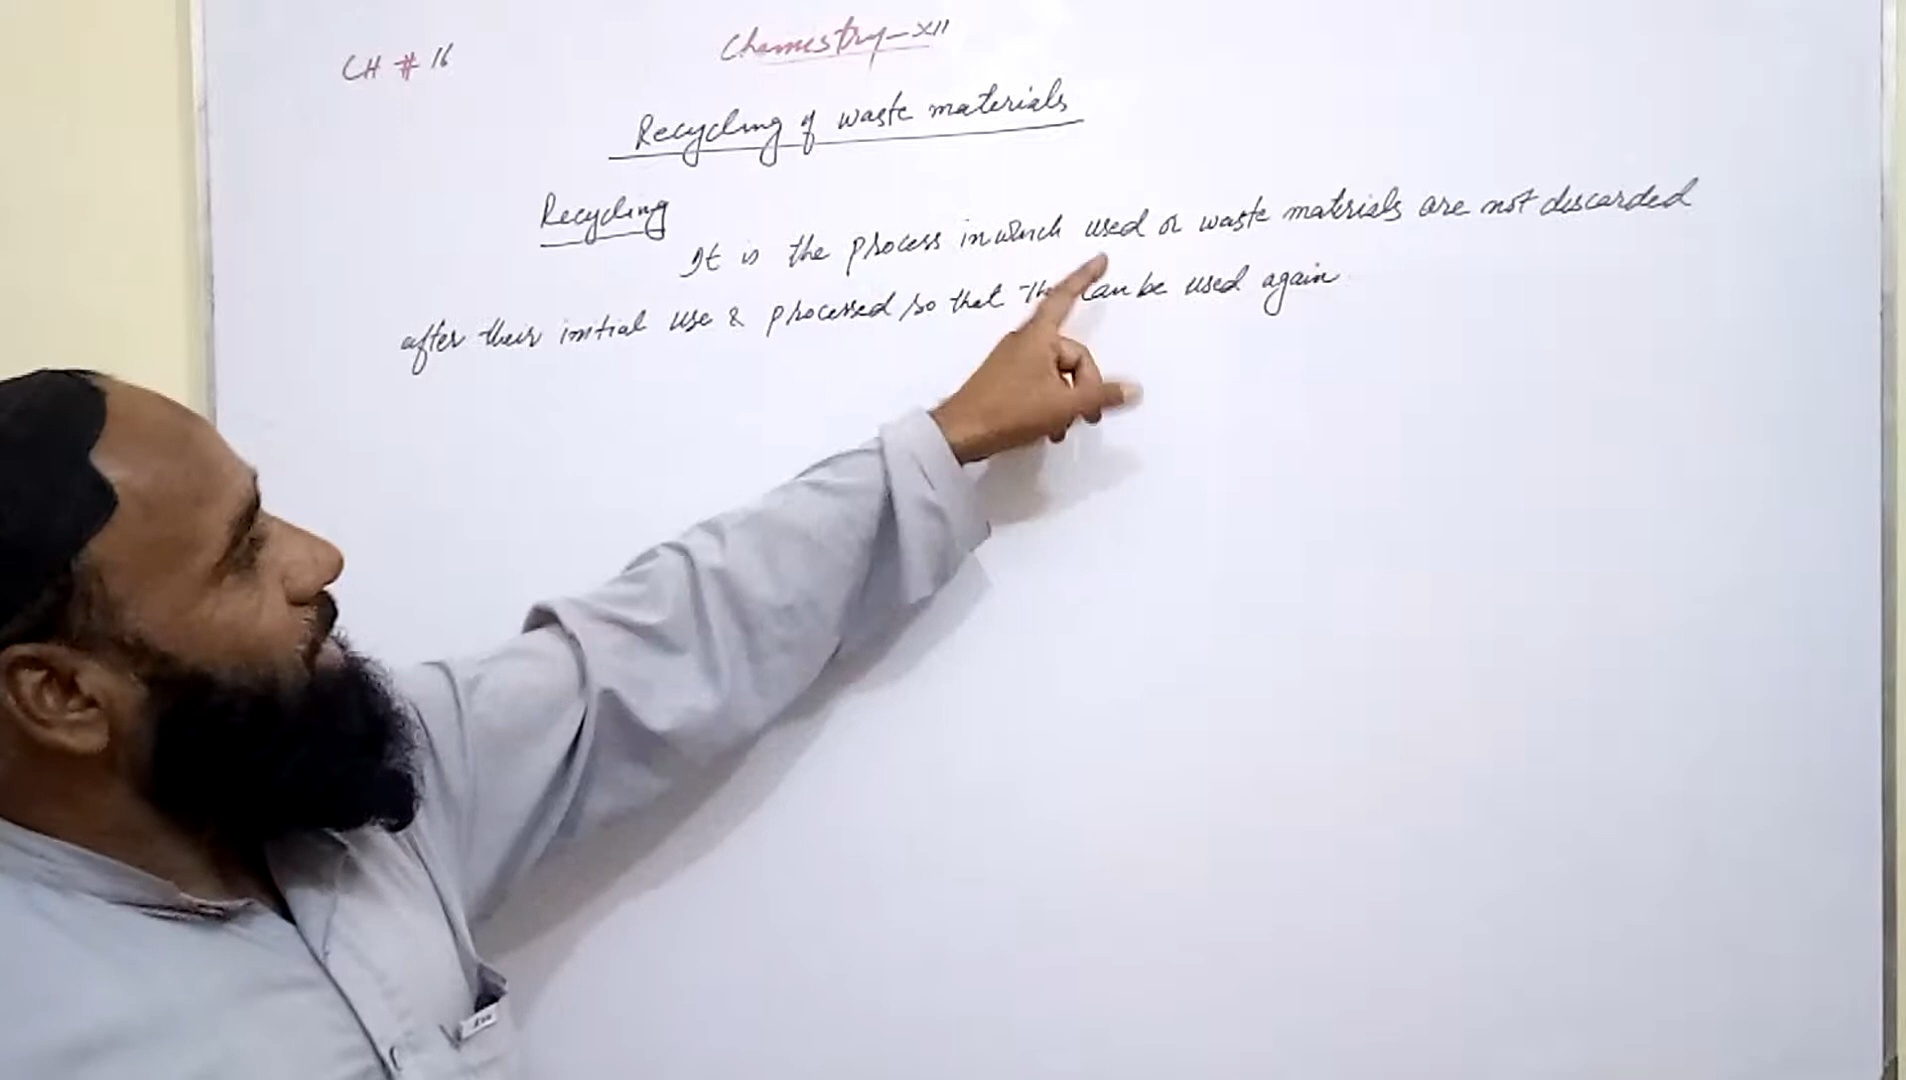 CH # 16
Chemistry-XII
Recycling of waste materials
Recycling
It is the process in which used or waste materials are not discarded
after their initial use & processed so that can be used again